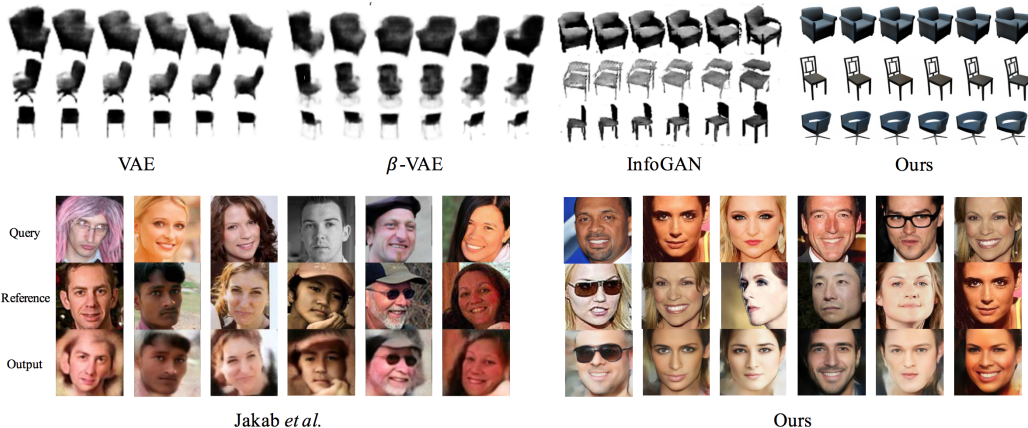 VAE
β-VAE
InfoGAN
Ours
Query
Reference
Output
Jakab et al.
Ours